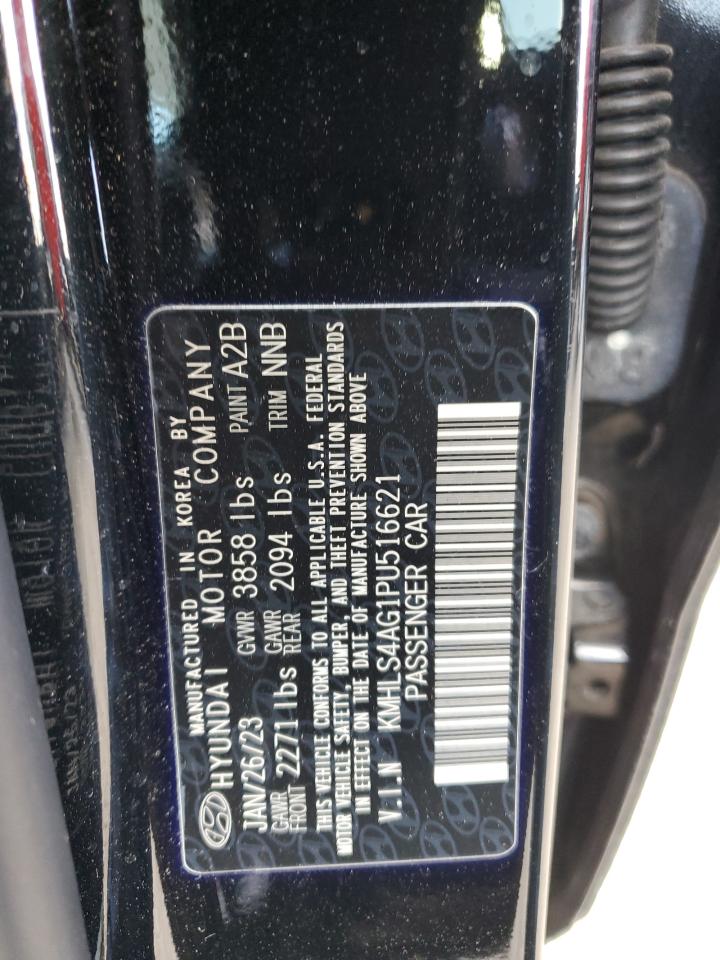 MANUFACTURED IN KOREA BY
HYUNDAI MOTOR COMPANY
JAN/26/23 GVWR 3858 lbs PAINT A2B
GAWR FRONT 2271 lbs GAWR REAR 2094 lbs TRIM NNB
THIS VEHICLE CONFORMS TO ALL APPLICABLE U.S.A. FEDERAL
MOTOR VEHICLE SAFETY, BUMPER, AND THEFT PREVENTION STANDARDS
IN EFFECT ON THE DATE OF MANUFACTURE SHOWN ABOVE
V.I.N KMHLS4AG1PU516621
PASSENGER CAR